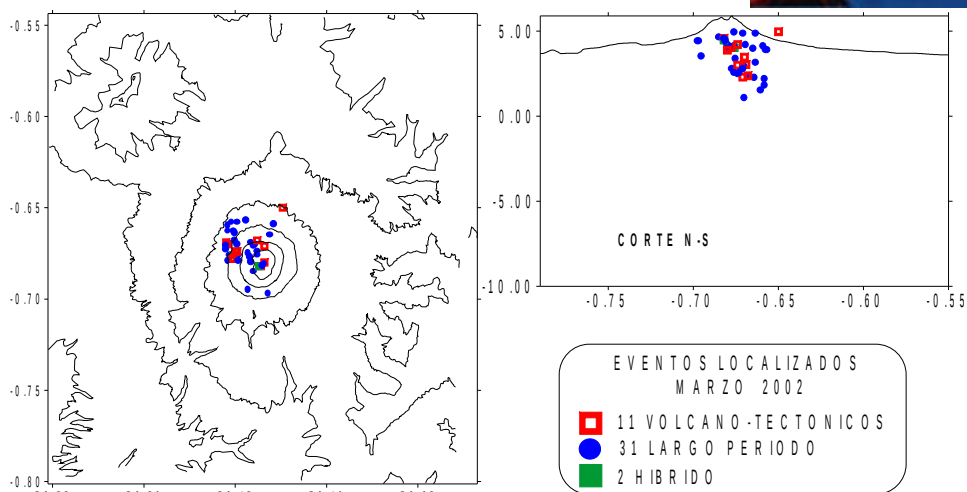 -0.55
-0.60
-0.65
-0.70
-0.75
-0.80
5.00
0.00
-5.00
-10.00
CORTE N-S
-0.75 -0.70 -0.65 -0.60 -0.55
EVENTOS LOCALIZADOS
MARZO 2002
11 VOLCANO-TECTONICOS
31 LARGO PERIODO
2 HIBRIDO